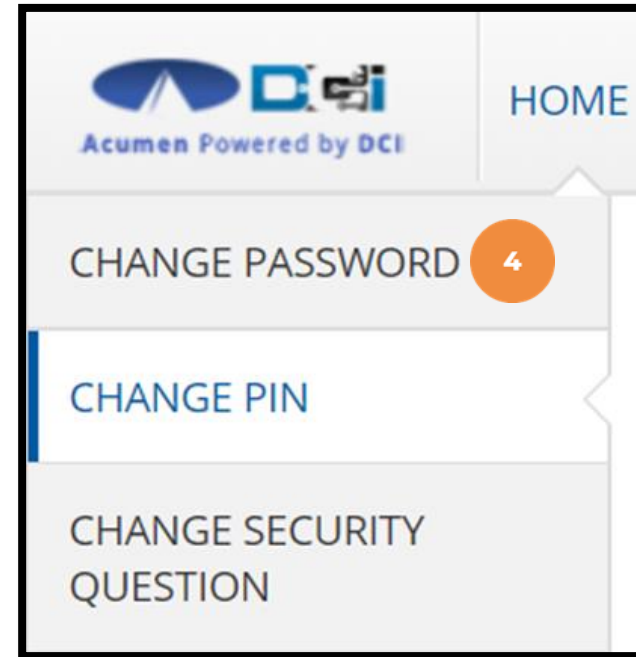 DCi HOME
Acumen Powered by DCI
CHANGE PASSWORD 4
CHANGE PIN
CHANGE SECURITY
QUESTION